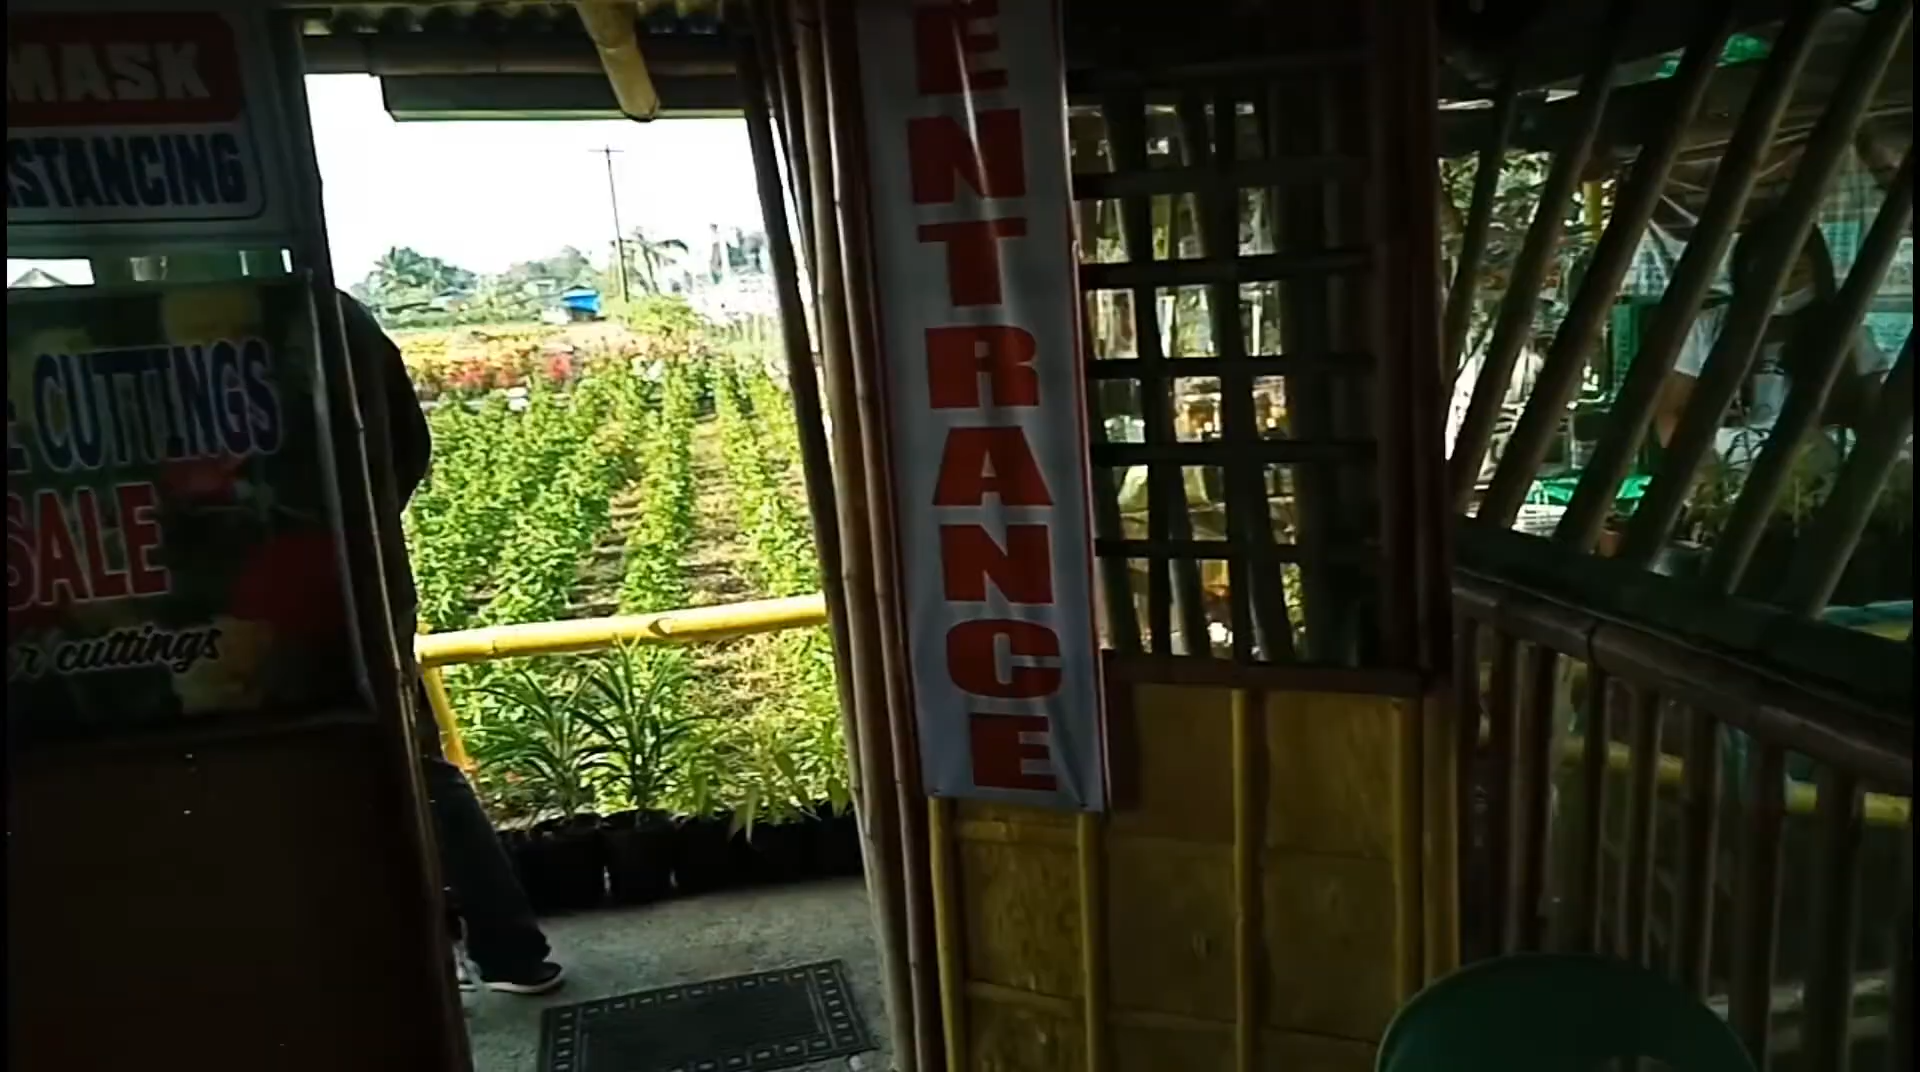 MASK
STANCING
CUTTINGS
SALE
cuttings
ENTRANCE